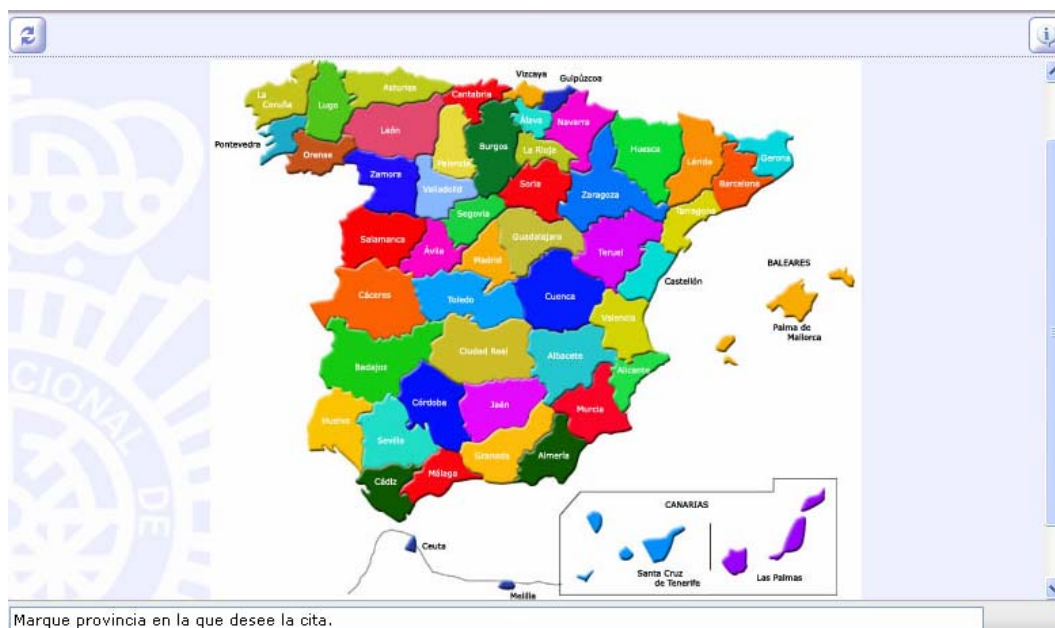 Vizcaya
Guipúzcoa
Asturias
Cantabria
La
Coruña
Lugo
Álava
Navarra
León
Palencia
Burgos
La Rioja
Huesca
Lérida
Gerona
Pontevedra
Orense
Zamora
Valladolid
Soria
Zaragoza
Barcelona
Segovia
Tarragona
Salamanca
Ávila
Madrid
Guadalajara
Teruel
BALEARES
Castellón
Cáceres
Toledo
Cuenca
Valencia
Palma de
Mallorca
Badajoz
Ciudad Real
Albacete
Alicante
Córdoba
Jaén
Murcia
Huelva
Sevilla
Granada
Almería
Cádiz
Málaga
CANARIAS
Ceuta
Santa Cruz
de Tenerife
Las Palmas
Melilla
CIONAL DE
Marque provincia en la que desee la cita.